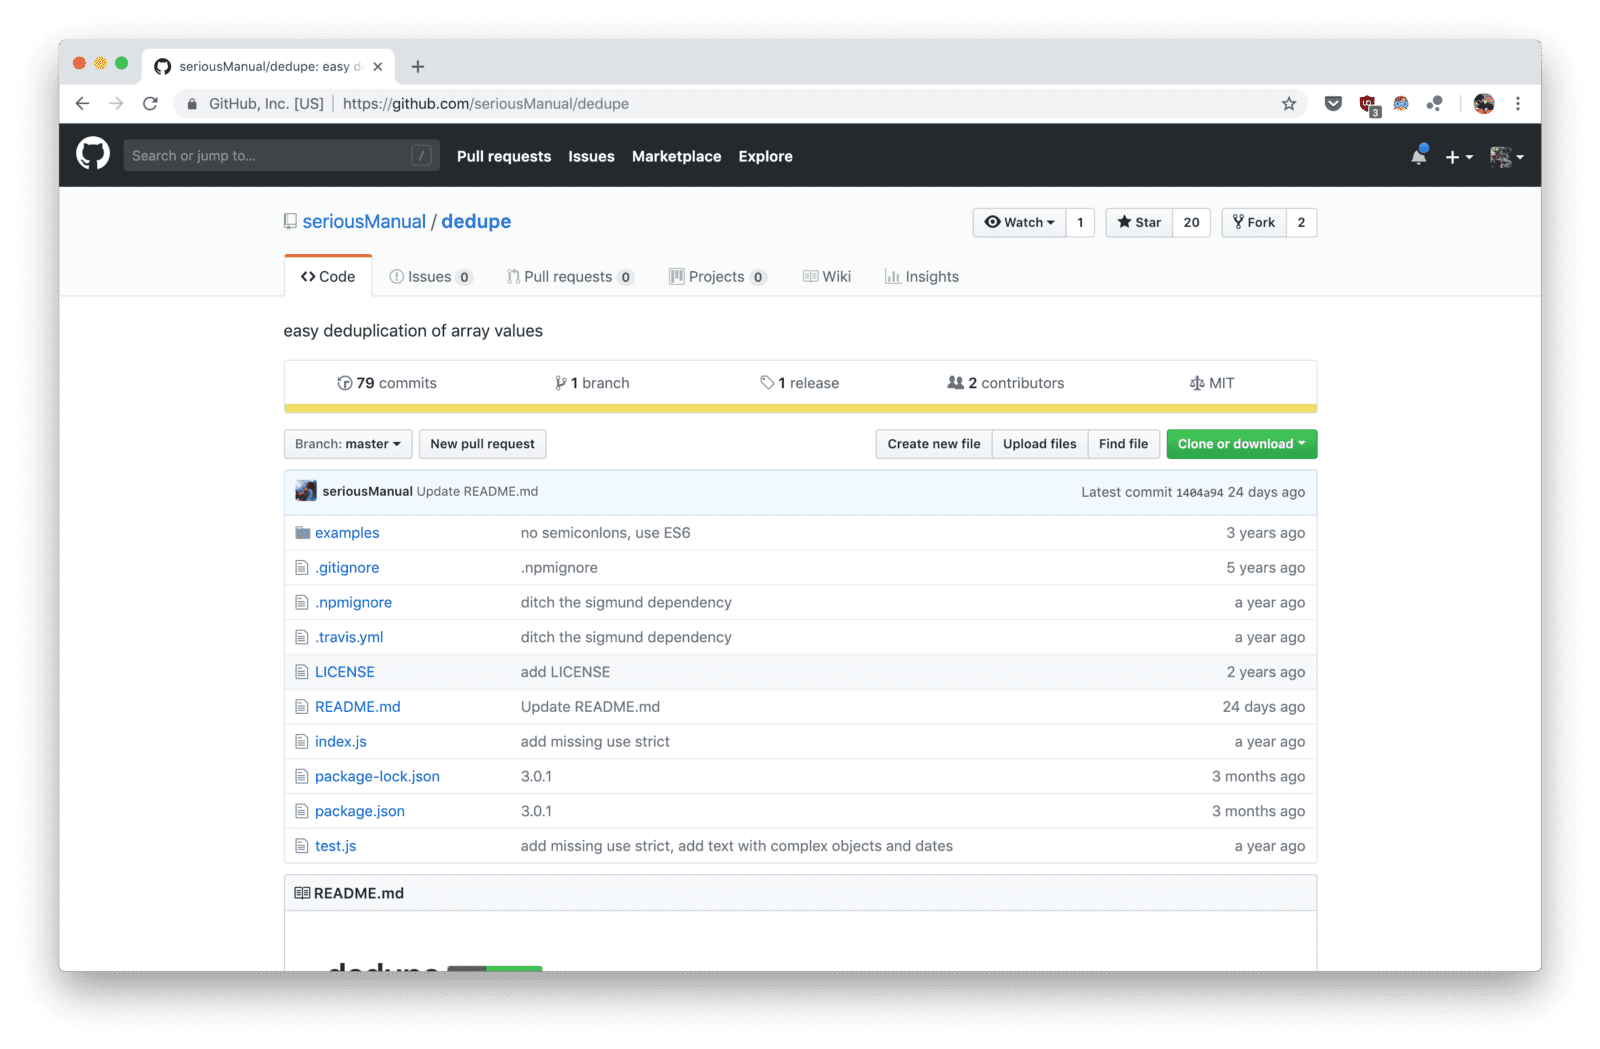 seriousManual/dedupe: easy d
GitHub, Inc. [US] | https://github.com/seriousManual/dedupe
3
Search or jump to... /
Pull requests Issues Marketplace Explore
seriousManual / dedupe
Watch 1 Star 20 Fork 2
Code Issues 0 Pull requests 0 Projects 0 Wiki Insights
easy deduplication of array values
79 commits 1 branch 1 release 2 contributors MIT
Branch: master New pull request Create new file Upload files Find file Clone or download
seriousManual Update README.md Latest commit 1404a94 24 days ago
examples no semiconlons, use ES6 3 years ago
.gitignore .npmignore 5 years ago
.npmignore ditch the sigmund dependency a year ago
.travis.yml ditch the sigmund dependency a year ago
LICENSE add LICENSE 2 years ago
README.md Update README.md 24 days ago
index.js add missing use strict a year ago
package-lock.json 3.0.1 3 months ago
package.json 3.0.1 3 months ago
test.js add missing use strict, add text with complex objects and dates a year ago
README.md
dedupe